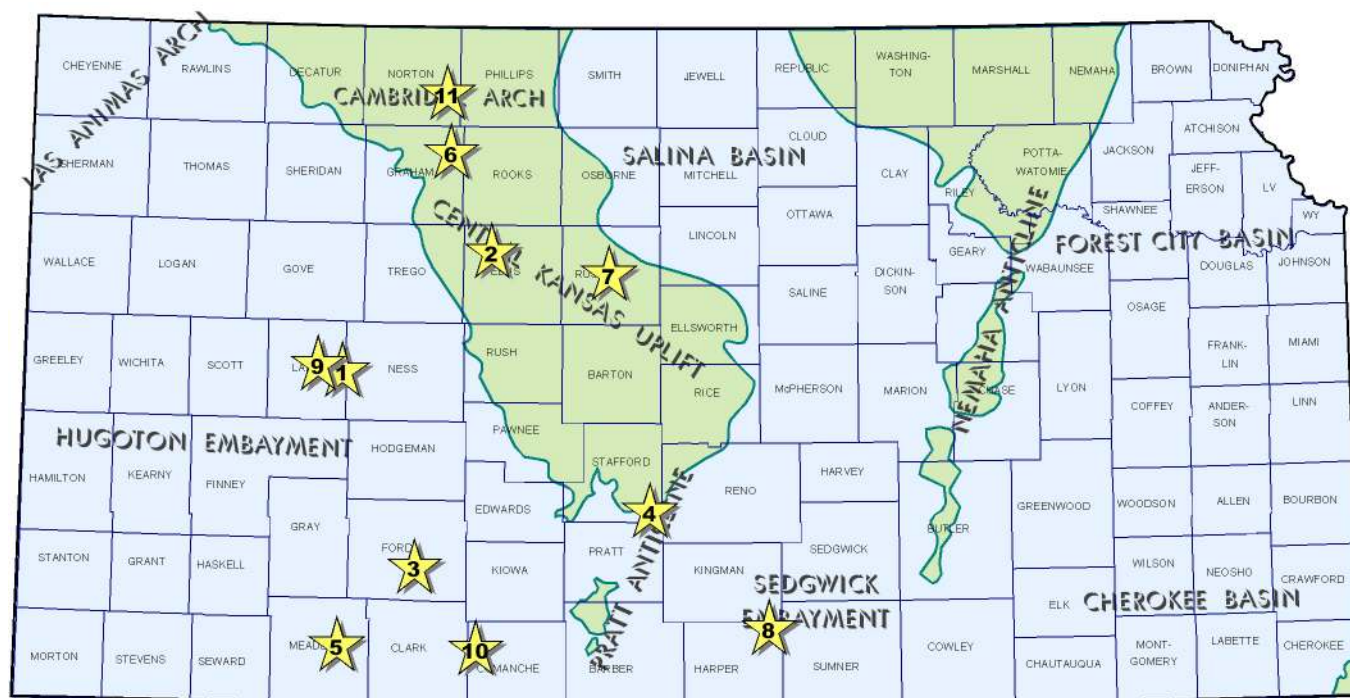 CHEYENNE
RAWLINS
DECATUR
NORTON
PHILLIPS
SMITH
JEWELL
REPUBLIC
WASHING-
TON
MARSHALL
NEMAHA
BROWN
DONIPHAN
LAS ANIMAS ARCH
ARCH
11
SHERMAN
THOMAS
SHERIDAN
GRAHAM
6
ROOKS
OSBORNE
SALINA BASIN
MITCHELL
CLOUD
CLAY
RILEY
POTTA-
WATOMIE
JACKSON
ATCHISON
JEFF-
ERSON
LV
SHAWNEE
WY
WALLACE
LOGAN
GOVE
TREGO
2
7
KANSAS UPLIFT
LINCOLN
OTTAWA
SALINE
DICKIN-
SON
GEARY
WABAUNSEE
FOREST CITY BASIN
DOUGLAS
JOHNSON
OSAGE
NEMAHA ANTICLINE
GREELEY
WICHITA
SCOTT
9
1
NESS
RUSH
BARTON
ELLSWORTH
RICE
McPHERSON
MARION
CHASE
LYON
FRANK-
LIN
MIAMI
COFFEY
ANDER-
SON
LINN
HUGOTON EMBAYMENT
HAMILTON
KEARNY
FINNEY
HODGEMAN
PAWNEE
STAFFORD
RENO
HARVEY
GRAY
EDWARDS
4
BUTLER
GREENWOOD
WOODSON
ALLEN
BOURBON
STANTON
GRANT
HASKELL
FORD
3
KIOWA
PRATT
PRATT
KINGMAN
SEDGWICK
SEDGWICK
EMBAYMENT
WILSON
NEOSHO
CRAWFORD
ELK
CHEROKEE BASIN
MORTON
STEVENS
SEWARD
5
CLARK
10
BARBER
HARPER
8
SUMNER
COWLEY
CHAUTAUQUA
MONT-
GOMERY
LABETTE
CHEROKEE